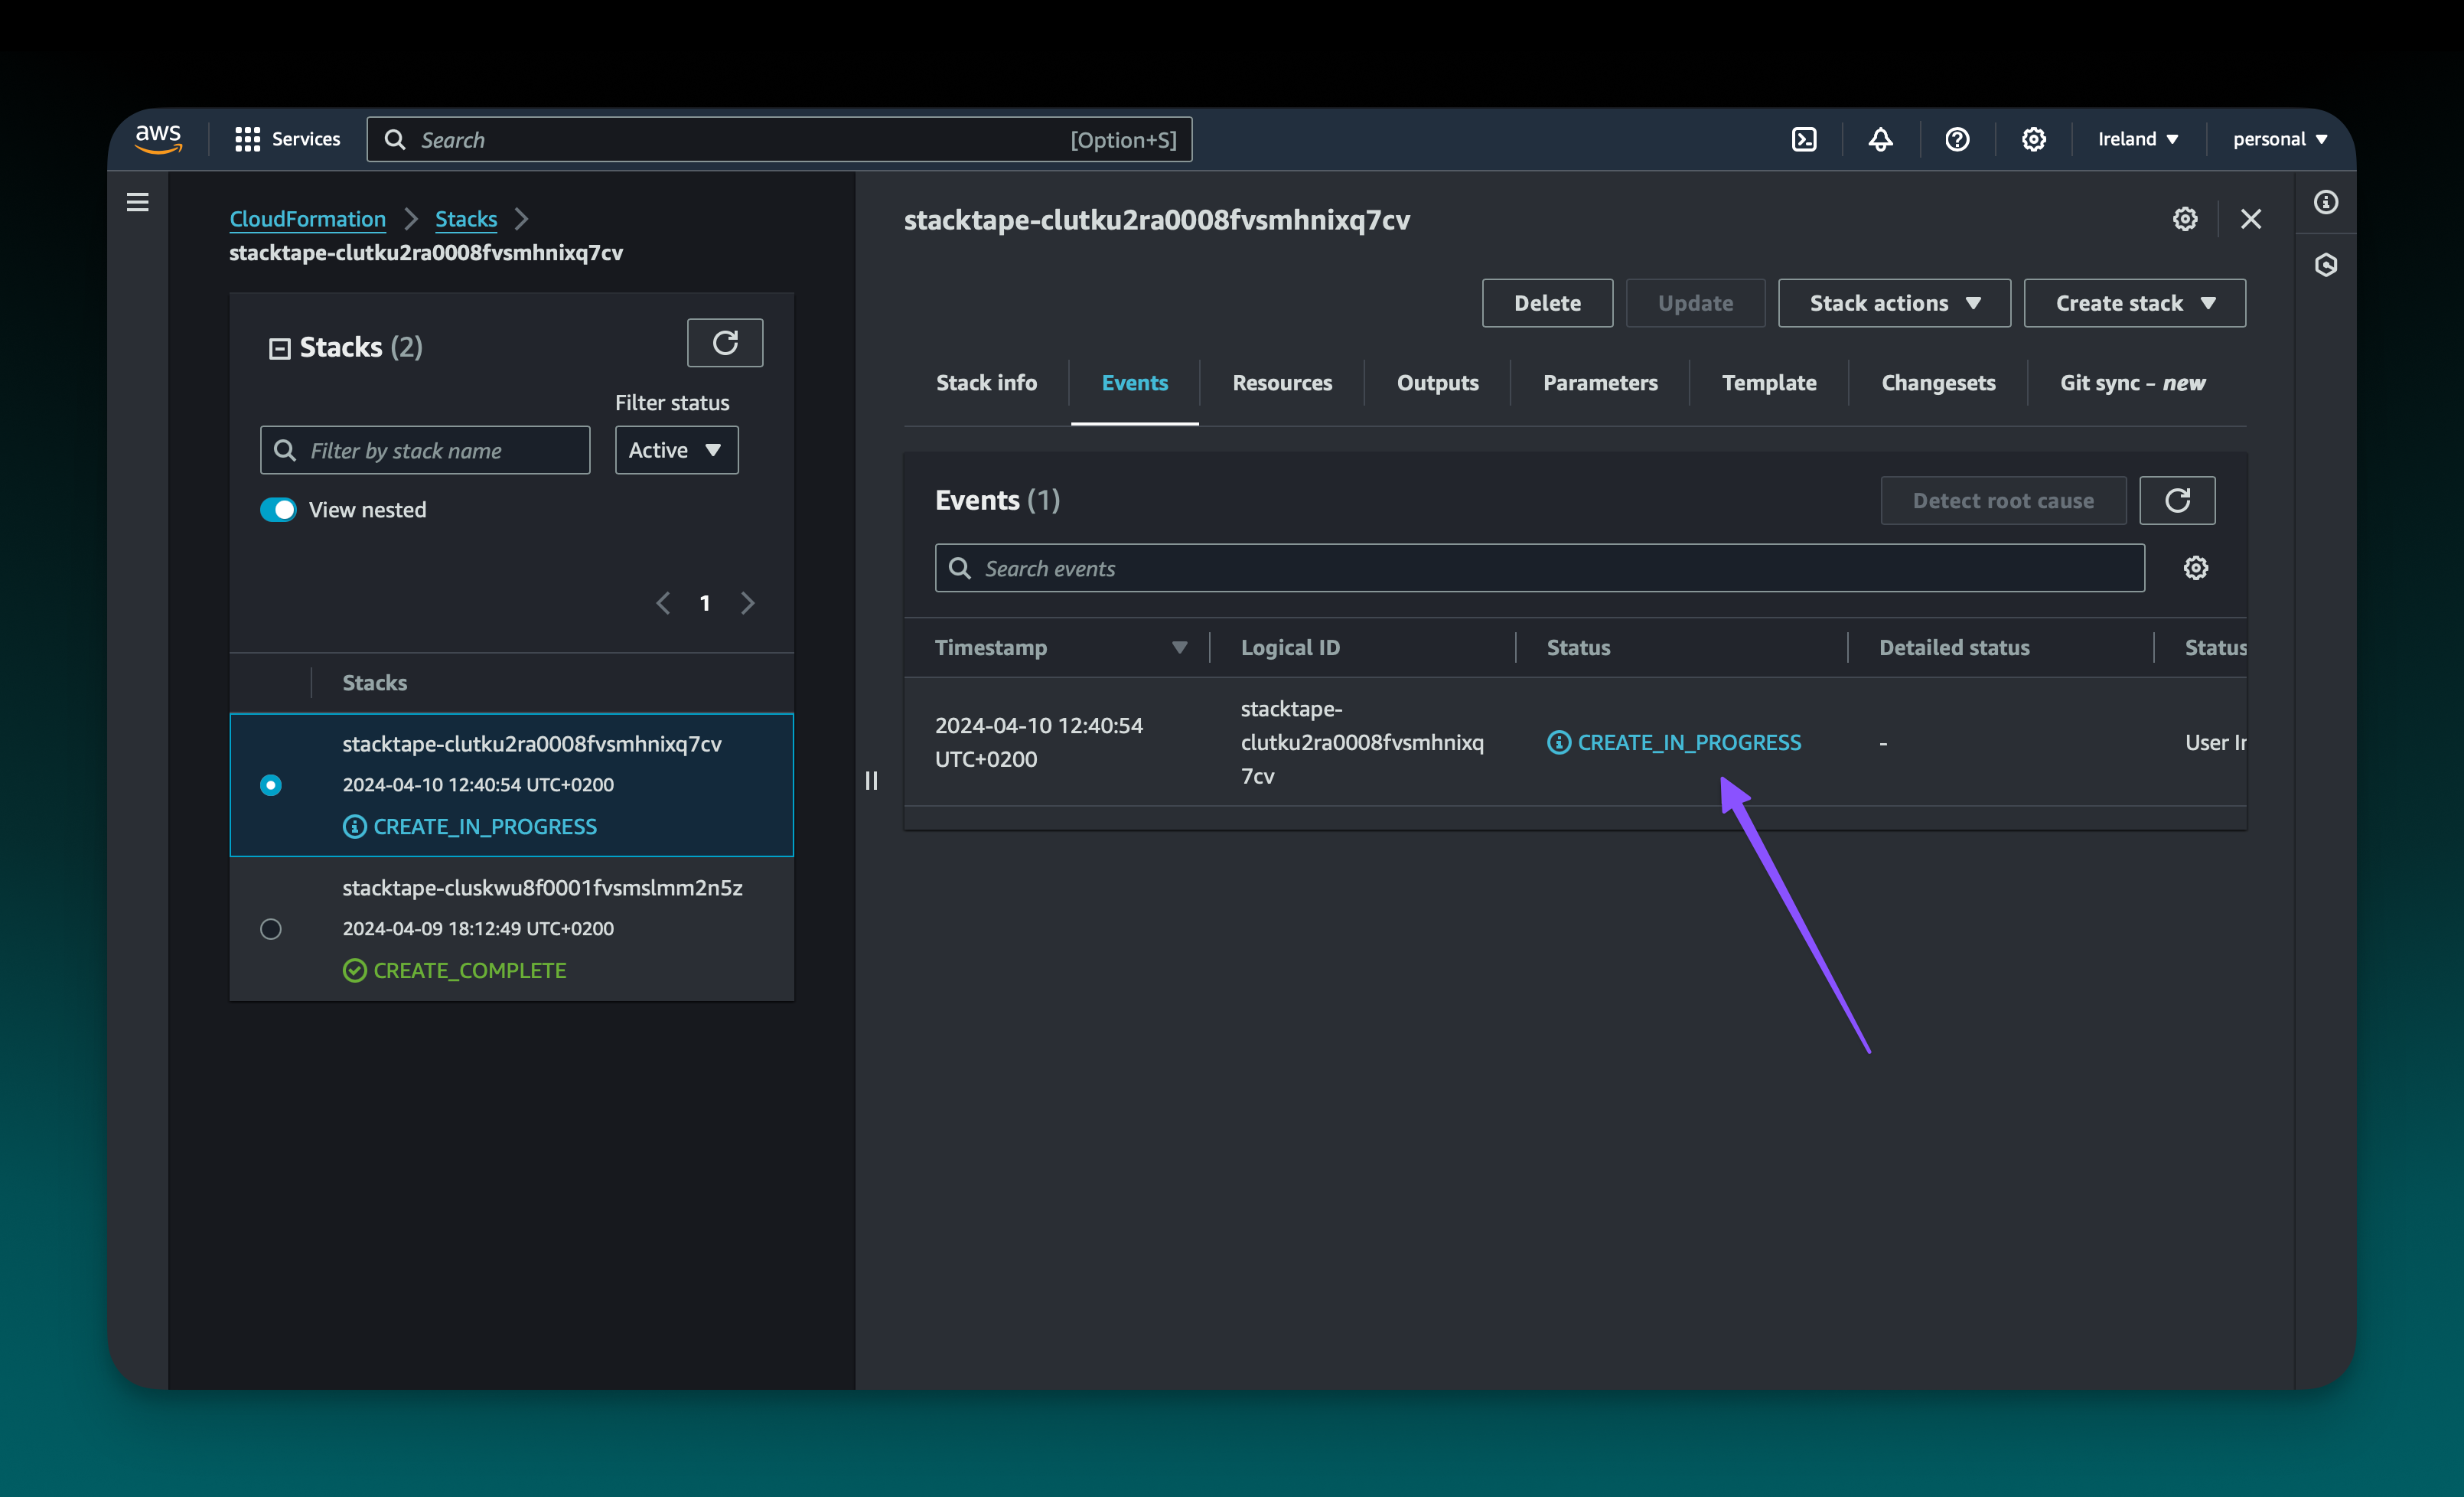 aws
Services
Search
[Option+S]
Ireland
personal
CloudFormation
Stacks
stacktape-clutku2ra0008fvsmhnixq7cv
Stacks (2)
Filter status
Filter by stack name
Active
View nested
1
Stacks
stacktape-clutku2ra0008fvsmhnixq7cv
2024-04-10 12:40:54 UTC+0200
CREATE_IN_PROGRESS
stacktape-cluskwu8f0001fvsmslmm2n5z
2024-04-09 18:12:49 UTC+0200
CREATE_COMPLETE
stacktape-clutku2ra0008fvsmhnixq7cv
Delete
Update
Stack actions
Create stack
Stack info
Events
Resources
Outputs
Parameters
Template
Changesets
Git sync - new
Events (1)
Detect root cause
Search events
Timestamp
Logical ID
Status
Detailed status
Status
2024-04-10 12:40:54
UTC+0200
stacktape-
clutku2ra0008fvsmhnixq
7cv
CREATE_IN_PROGRESS
-
User